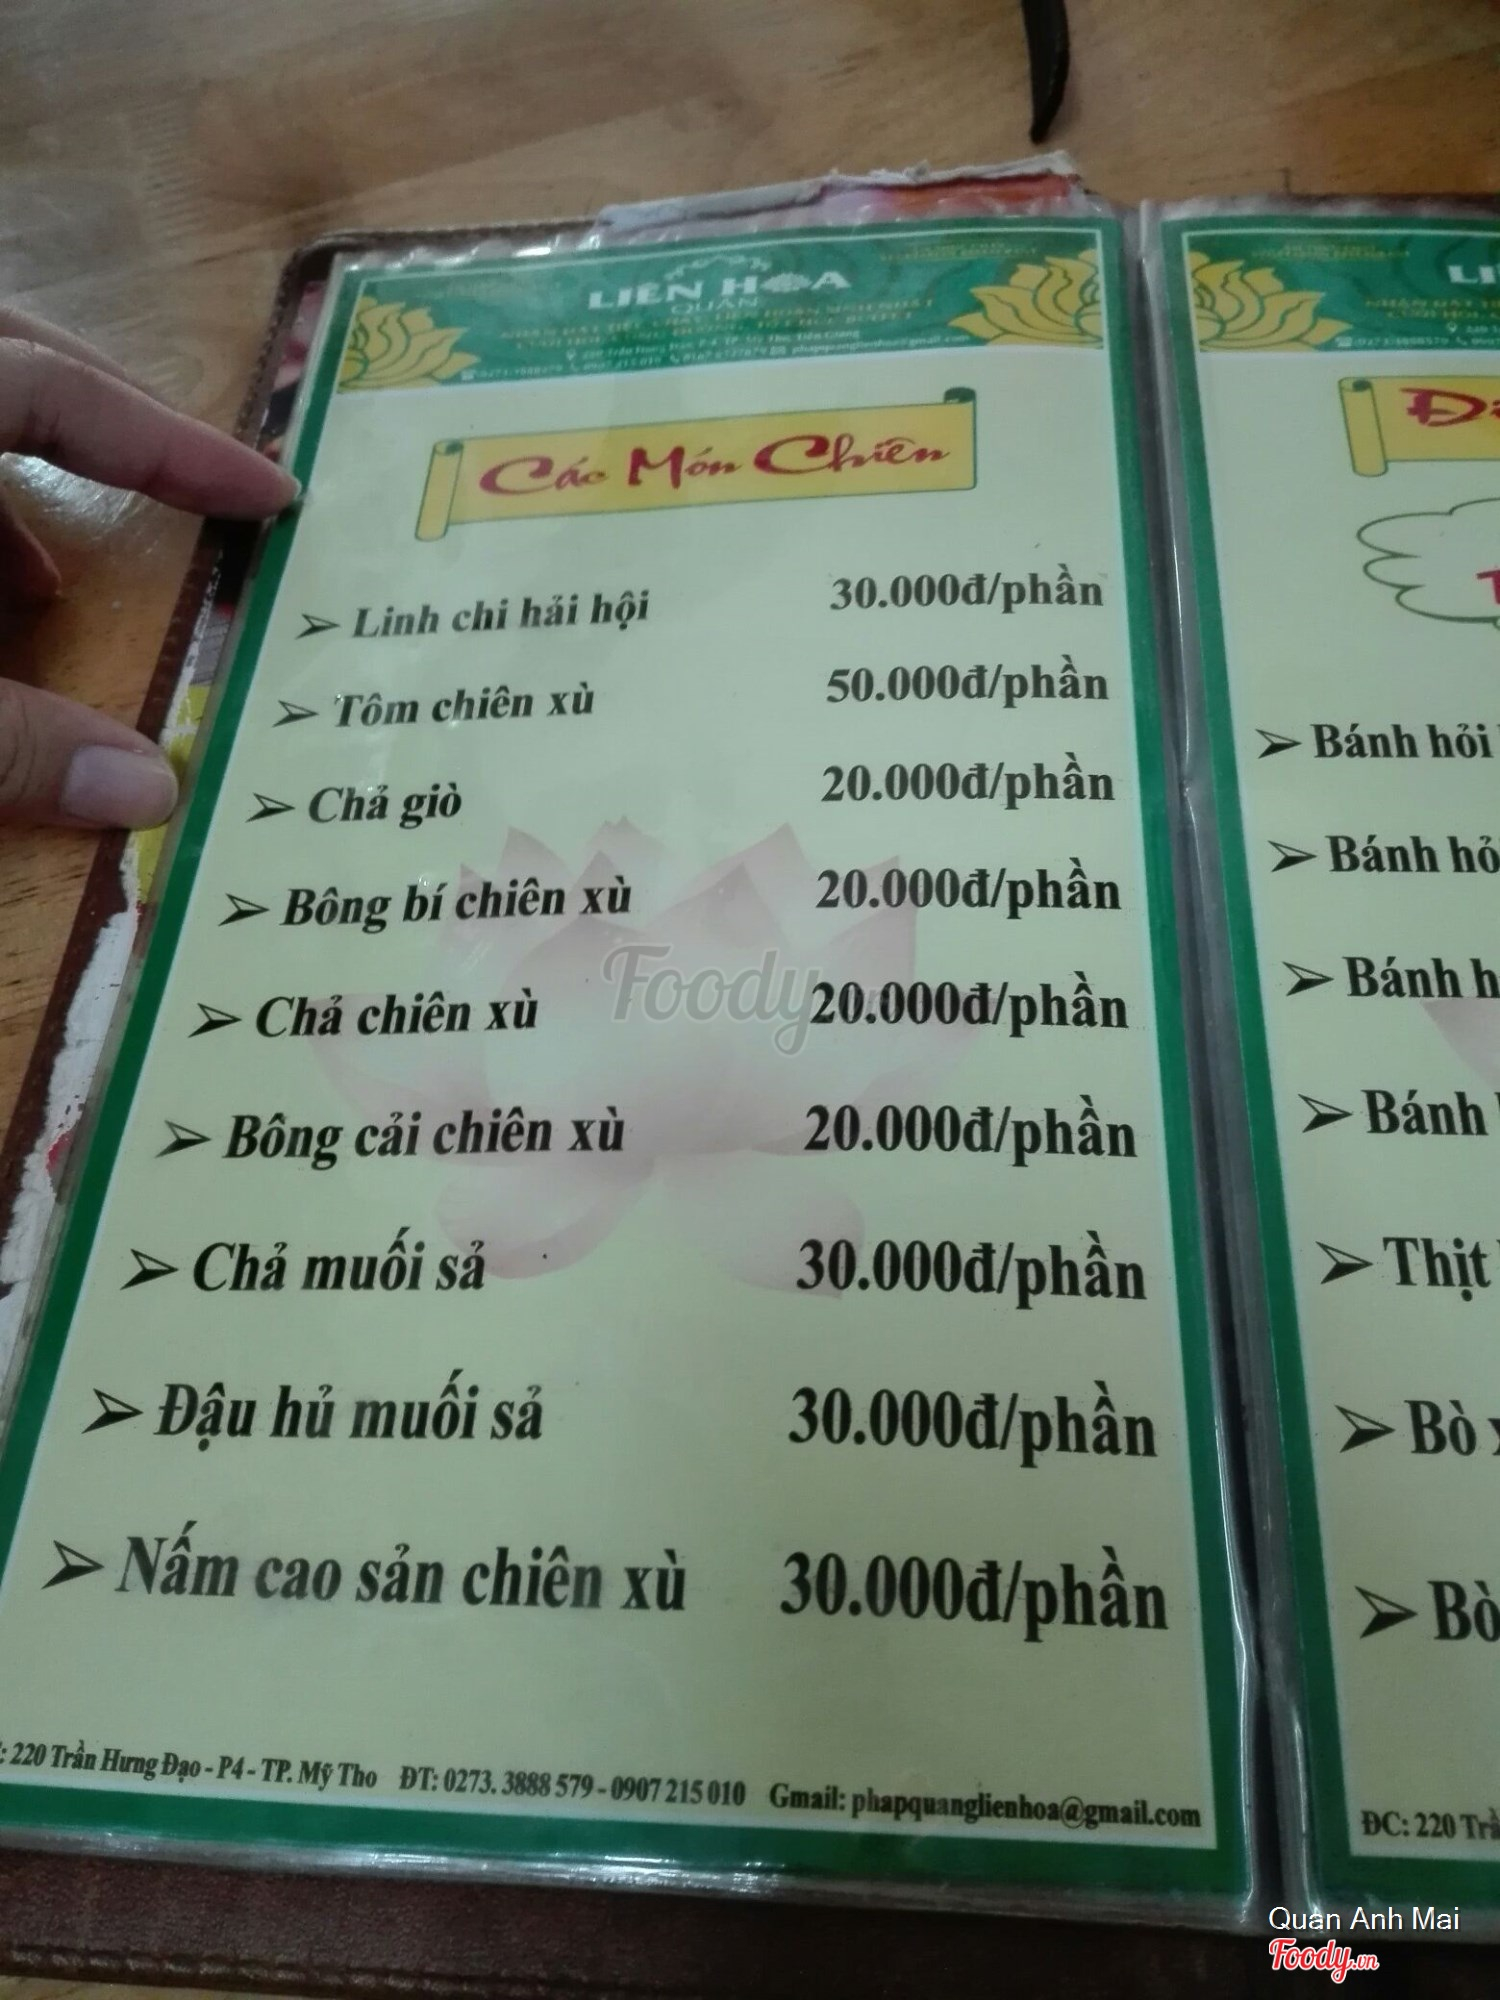 LIÊN HOA
QUÁN
Các Món Chiên
Linh chi hải hội 30.000đ/phần
Tôm chiên xù 50.000đ/phần
Chả giò 20.000đ/phần
Bông bí chiên xù 20.000đ/phần
Chả chiên xù 20.000đ/phần
Bông cải chiên xù 20.000đ/phần
Chả muối sả 30.000đ/phần
Đậu hủ muối sả 30.000đ/phần
Nấm cao sản chiên xù 30.000đ/phần
: 220 Trần Hưng Đạo - P4 - TP. Mỹ Tho ĐT: 0273. 3888 579 - 0907 215 010 Gmail: phapquanglienhoa@gmail.com
Bánh hỏi
Bánh hỏ
Bánh h
Bánh
Thịt
Bò
Bò
ĐC: 220 Trầ
Foody.vn
Quan Anh Mai
Foody.vn